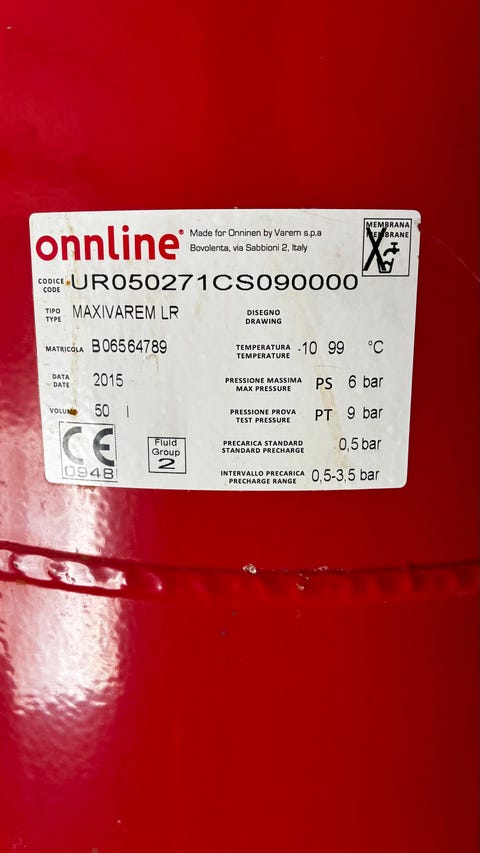 onnline®
Made for Onninen by Varem s.p.a
Bovolenta, via Sabbioni 2, Italy
MEMBRANA
MEMBRANE
CODICE
CODE
UR050271CS090000
TIPO
TYPE
MAXIVAREM LR
DISEGNO
DRAWING
MATRICOLA
B06564789
TEMPERATURA
TEMPERATURE
-10 99 °C
DATA
DATE
2015
PRESSIONE MASSIMA
MAX PRESSURE
PS 6 bar
VOLUME
50 l
PRESSIONE PROVA
TEST PRESSURE
PT 9 bar
CE
0948
Fluid
Group
2
PRECARICA STANDARD
STANDARD PRECHARGE
0,5 bar
INTERVALLO PRECARICA
PRECHARGE RANGE
0,5-3,5 bar